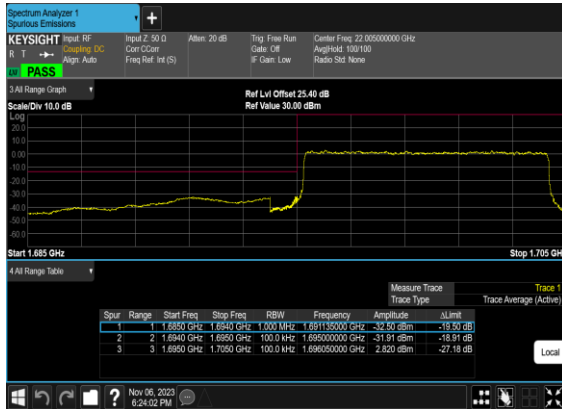 Spectrum Analyzer 1
Spurious Emissions
+
KEYSIGHT Input: RF Input Z: 50 Ω Atten: 20 dB Trig: Free Run Center Freq: 22.005000000 GHz
R T Coupling: DC Corr CCorr Gate: Off Avg|Hold: 100/100
Align: Auto Freq Ref: Int (S) IF Gain: Low Radio Std: None
LV PASS
3 All Range Graph
Ref Lvl Offset 25.40 dB
Scale/Div 10.0 dB Ref Value 30.00 dBm
Log
20.0
10.0
0.00
-10.0
-20.0
-30.0
-40.0
-50.0
-60.0
Start 1.685 GHz Stop 1.705 GH
4 All Range Table
Measure Trace Trace 1
Trace Type Trace Average (Active)
Spur Range Start Freq Stop Freq RBW Frequency Amplitude ΔLimit
1 1 1.6850 GHz 1.6940 GHz 1.000 MHz 1.691135000 GHz -32.50 dBm -19.50 dB
2 2 1.6940 GHz 1.6950 GHz 100.0 kHz 1.695000000 GHz -31.91 dBm -18.91 dB
3 3 1.6950 GHz 1.7050 GHz 100.0 kHz 1.696050000 GHz 2.820 dBm -27.18 dB
Local
?
Nov 06, 2023
6:24:02 PM